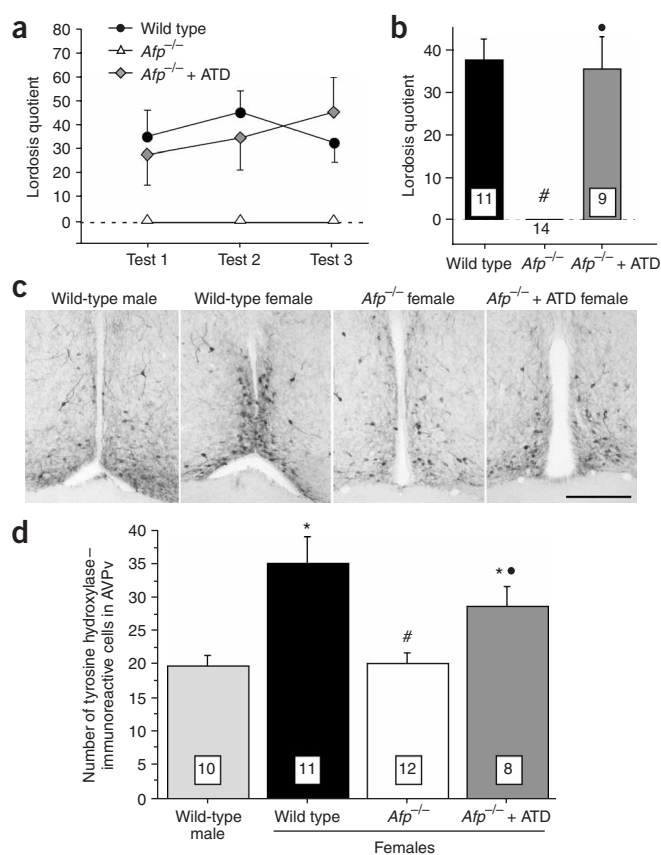 a
Wild type
Afp−/−
Afp−/− + ATD
Lordosis quotient
80
70
60
50
40
30
20
10
0
Test 1
Test 2
Test 3
b
Lordosis quotient
40
30
20
10
0
•
#
11
14
9
Wild type
Afp−/−
Afp−/− + ATD
c
Wild-type male
Wild-type female
Afp−/− female
Afp−/− + ATD female
d
Number of tyrosine hydroxylase–
immunoreactive cells in AVPv
40
35
30
25
20
15
10
5
0
*
#
* •
10
11
12
8
Wild-type
male
Wild type
Afp−/−
Afp−/− + ATD
Females